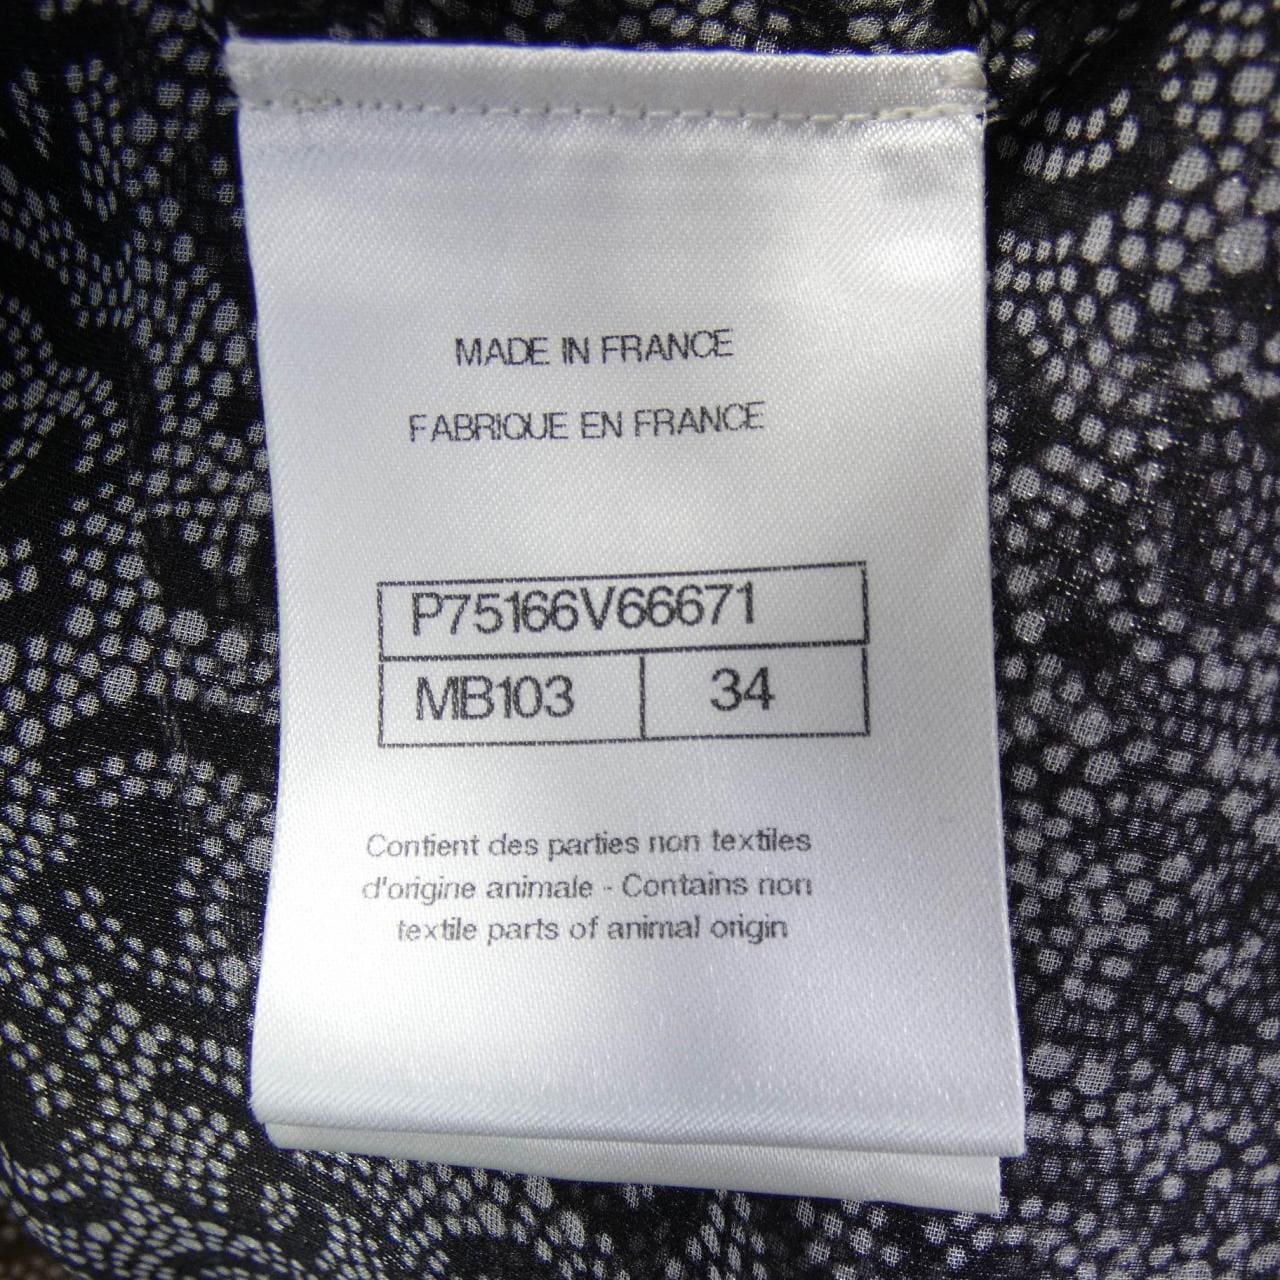 MADE IN FRANCE
FABRIQUE EN FRANCE
P75166V66671
MB103 34
Contient des parties non textiles
d'origine animale - Contains non
textile parts of animal origin